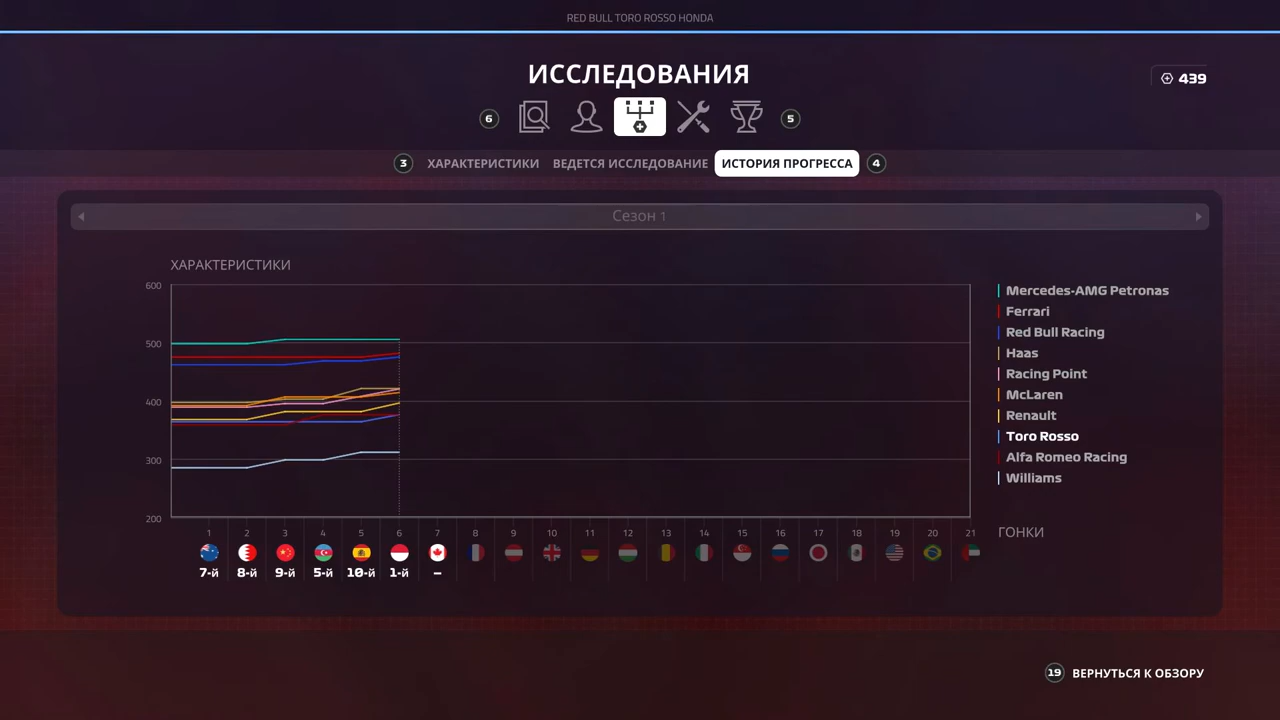 RED BULL TORO ROSSO HONDA
ИССЛЕДОВАНИЯ
439
6 5
3 ХАРАКТЕРИСТИКИ ВЕДЕТСЯ ИССЛЕДОВАНИЕ ИСТОРИЯ ПРОГРЕССА 4
Сезон 1
ХАРАКТЕРИСТИКИ
600
500
400
300
200
Mercedes-AMG Petronas
Ferrari
Red Bull Racing
Haas
Racing Point
McLaren
Renault
Toro Rosso
Alfa Romeo Racing
Williams
1 2 3 4 5 6 7 8 9 10 11 12 13 14 15 16 17 18 19 20 21
ГОНКИ
7-й 8-й 9-й 5-й 10-й 1-й –
19 ВЕРНУТЬСЯ К ОБЗОРУ